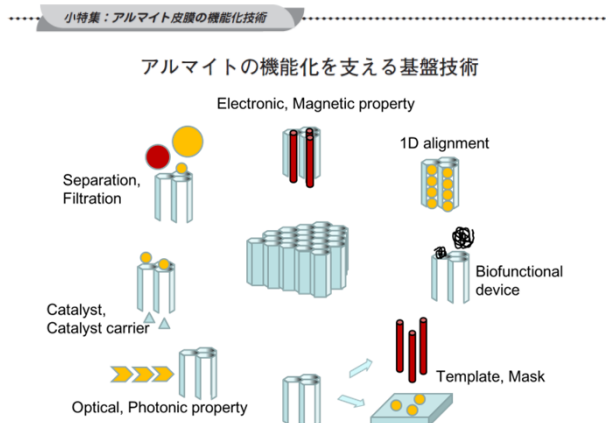 小特集：アルマイト皮膜の機能化技術
アルマイトの機能化を支える基盤技術
Electronic, Magnetic property
1D alignment
Separation,
Filtration
Biofunctional
device
Catalyst,
Catalyst carrier
Template, Mask
Optical, Photonic property